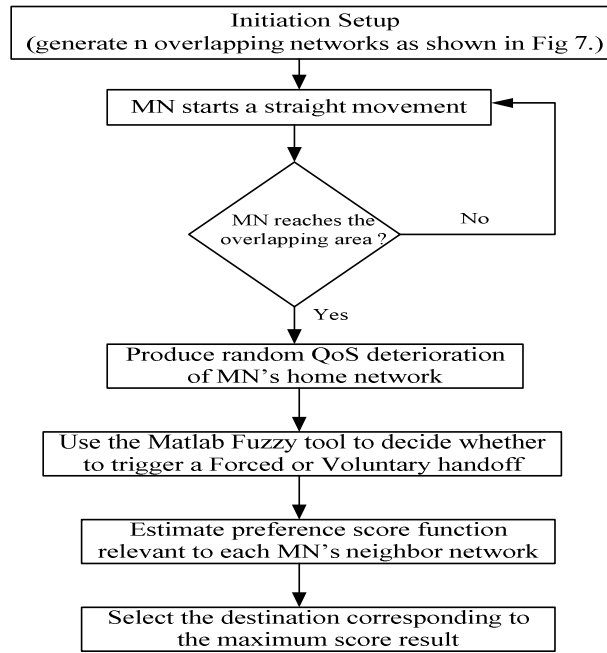 Initiation Setup
(generate n overlapping networks as shown in Fig 7.)
MN starts a straight movement
MN reaches the
overlapping area ?
No
Yes
Produce random QoS deterioration
of MN's home network
Use the Matlab Fuzzy tool to decide whether
to trigger a Forced or Voluntary handoff
Estimate preference score function
relevant to each MN's neighbor network
Select the destination corresponding to
the maximum score result